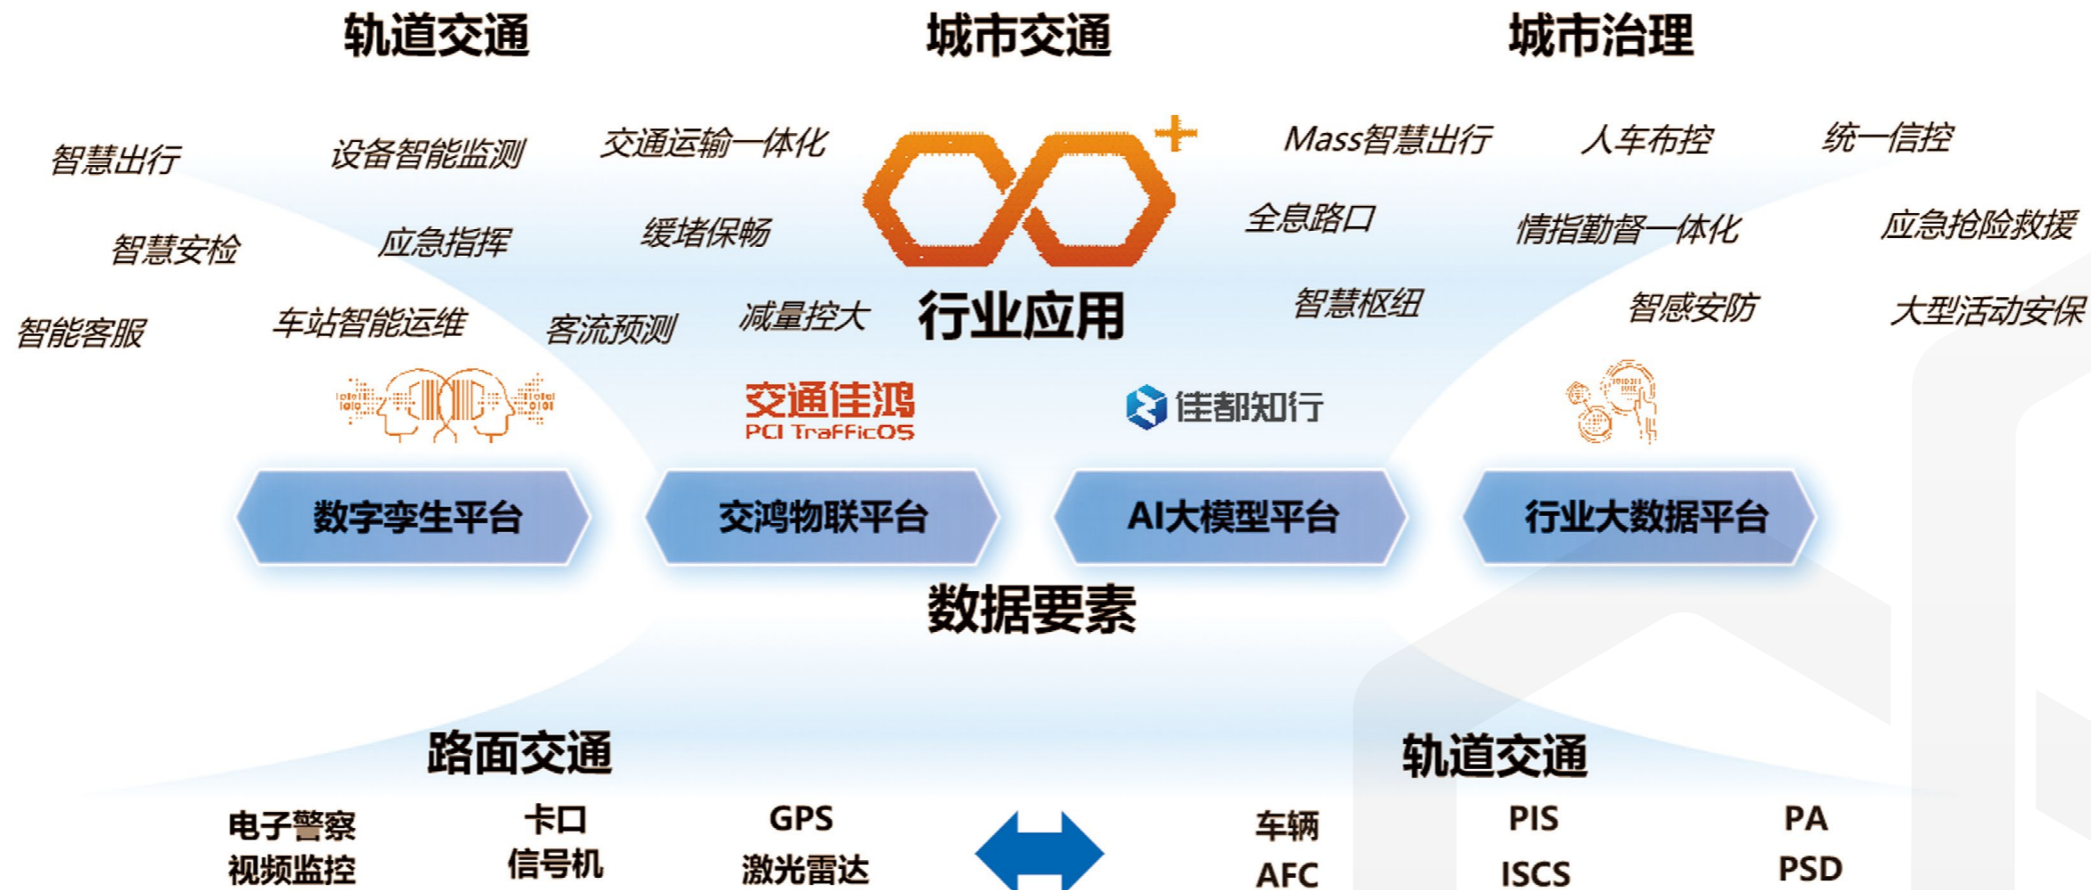 轨道交通
城市交通
城市治理
智慧出行
设备智能监测
交通运输一体化
Mass智慧出行
人车布控
统一信控
智慧安检
应急指挥
缓堵保畅
全息路口
情指勤督一体化
应急抢险救援
智能客服
车站智能运维
客流预测
减量控大
行业应用
智慧枢纽
智感安防
大型活动安保
交通佳鸿
PCI TraFFicOS
佳都知行
数字孪生平台
交鸿物联平台
AI大模型平台
行业大数据平台
数据要素
路面交通
轨道交通
电子警察
卡口
GPS
车辆
PIS
PA
视频监控
信号机
激光雷达
AFC
ISCS
PSD